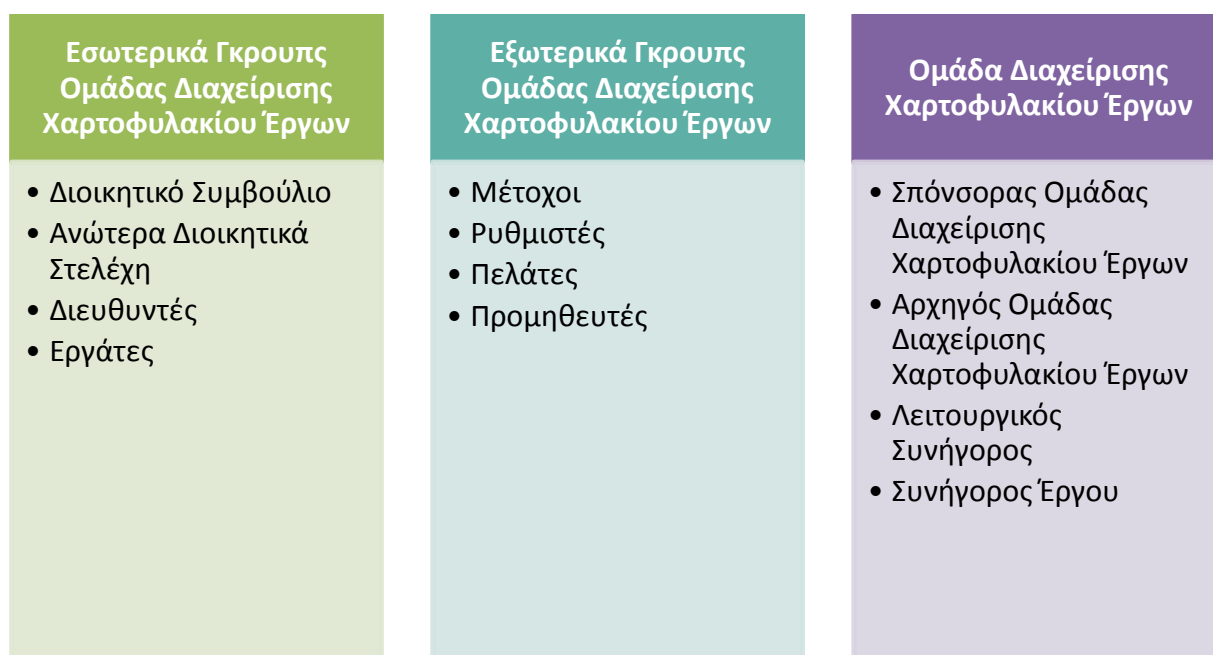 Εσωτερικά Γκρουπς
Ομάδας Διαχείρισης
Χαρτοφυλακίου Έργων
• Διοικητικό Συμβούλιο
• Ανώτερα Διοικητικά
Στελέχη
• Διευθυντές
• Εργάτες
Εξωτερικά Γκρουπς
Ομάδας Διαχείρισης
Χαρτοφυλακίου Έργων
• Μέτοχοι
• Ρυθμιστές
• Πελάτες
• Προμηθευτές
Ομάδα Διαχείρισης
Χαρτοφυλακίου Έργων
• Σπόνσορας Ομάδας
Διαχείρισης
Χαρτοφυλακίου Έργων
• Αρχηγός Ομάδας
Διαχείρισης
Χαρτοφυλακίου Έργων
• Λειτουργικός
Συνήγορος
• Συνήγορος Έργου